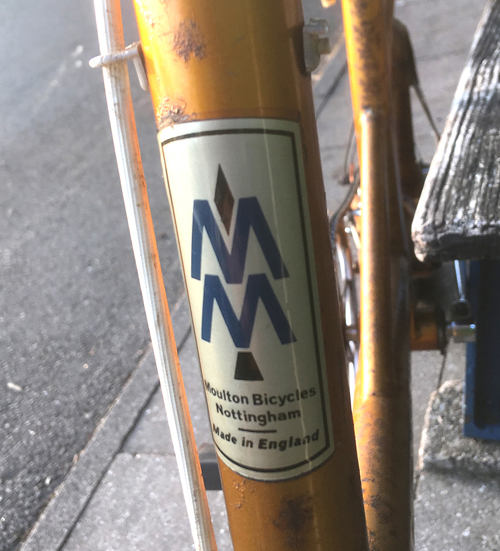 M
M
Moulton Bicycles
Nottingham
Made in England